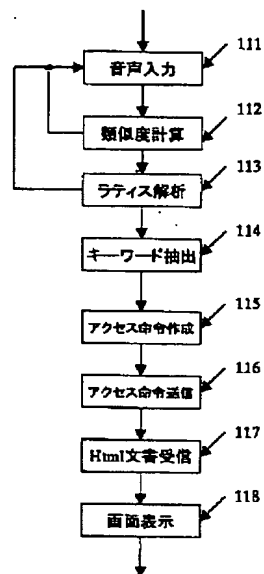 音声入力
111
類似度計算
112
ラティス解析
113
キーワード抽出
114
アクセス命令作成
115
アクセス命令送信
116
Html文書受信
117
画面表示
118